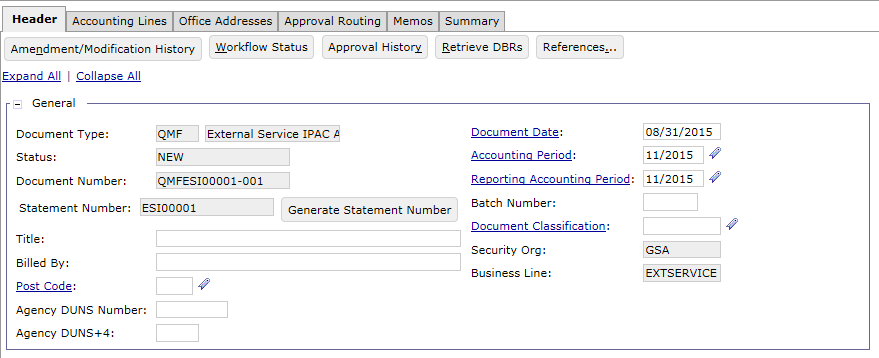 Header Accounting Lines Office Addresses Approval Routing Memos Summary
Amendment/Modification History Workflow Status Approval History Retrieve DBRs References...
Expand All | Collapse All
General
Document Type: QMF External Service IPAC A
Status: NEW
Document Number: QMFESI00001-001
Statement Number: ESI00001 Generate Statement Number
Title:
Billed By:
Post Code:
Agency DUNS Number:
Agency DUNS+4:
Document Date: 08/31/2015
Accounting Period: 11/2015
Reporting Accounting Period: 11/2015
Batch Number:
Document Classification:
Security Org: GSA
Business Line: EXTSERVICE